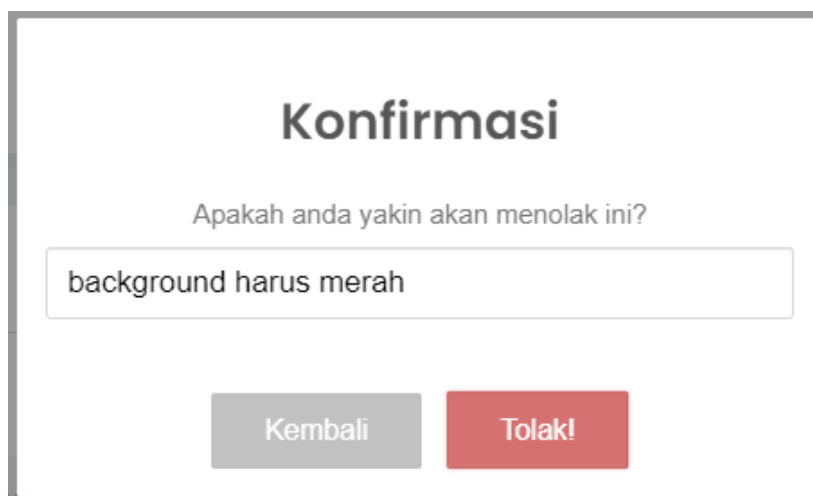 Konfirmasi
Apakah anda yakin akan menolak ini?
background harus merah
Kembali
Tolak!